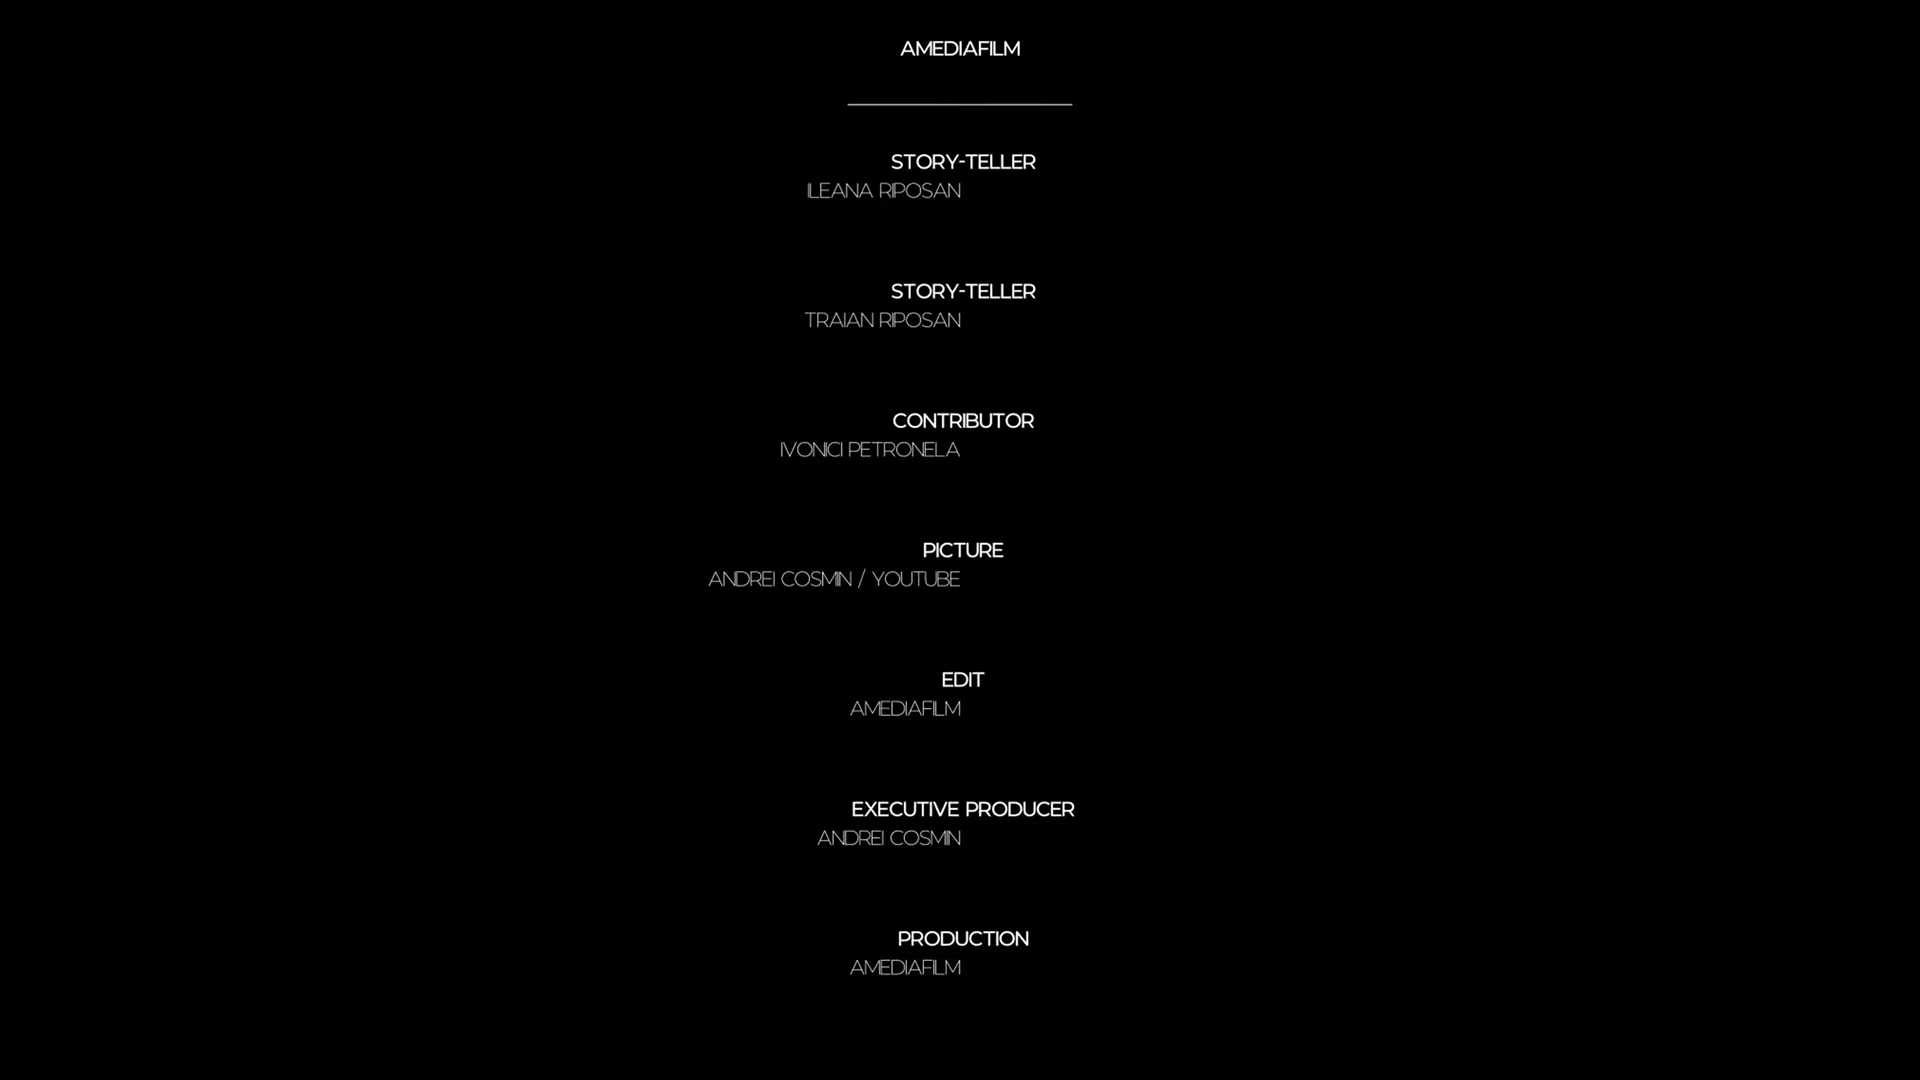 AMEDIAFILM
STORY-TELLER
ILEANA RIPOSAN
STORY-TELLER
TRAIAN RIPOSAN
CONTRIBUTOR
IVONICI PETRONELA
PICTURE
ANDREI COSMIN / YOUTUBE
EDIT
AMEDIAFILM
EXECUTIVE PRODUCER
ANDREI COSMIN
PRODUCTION
AMEDIAFILM